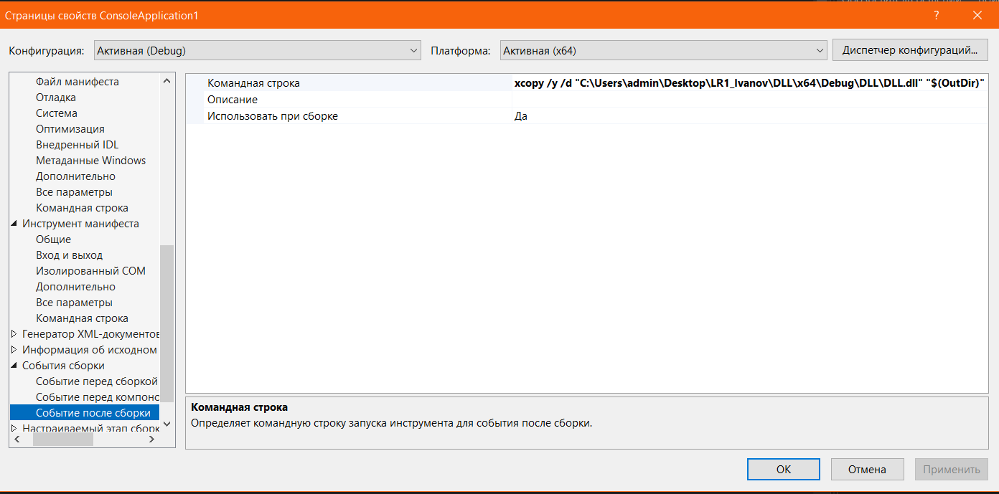 Страницы свойств ConsoleApplication1 ?
Конфигурация: Активная (Debug) Платформа: Активная (x64) Диспетчер конфигураций...
Файл манифеста
Отладка
Система
Оптимизация
Внедренный IDL
Метаданные Windows
Дополнительно
Все параметры
Командная строка
Инструмент манифеста
Общие
Вход и выход
Изолированный COM
Дополнительно
Все параметры
Командная строка
Генератор XML-документов
Информация об исходном
События сборки
Событие перед сборкой
Событие перед компоно
Событие после сборки
Настраиваемый этап сборк
Командная строка xcopy /y /d "C:\Users\admin\Desktop\LR1_Ivanov\DLL\x64\Debug\DLL\DLL.dll" "$(OutDir)"
Описание
Использовать при сборке Да
Командная строка
Определяет командную строку запуска инструмента для события после сборки.
ОК Отмена Применить